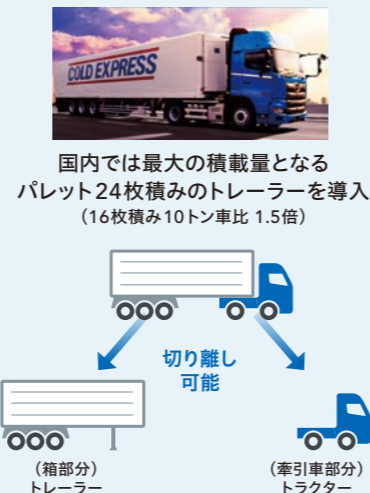 COLD EXPRESS
国内では最大の積載量となる
パレット24枚積みのトレーラーを導入
（16枚積み10トン車比 1.5倍）
切り離し
可能
（箱部分）
トレーラー
（牽引車部分）
トラクター